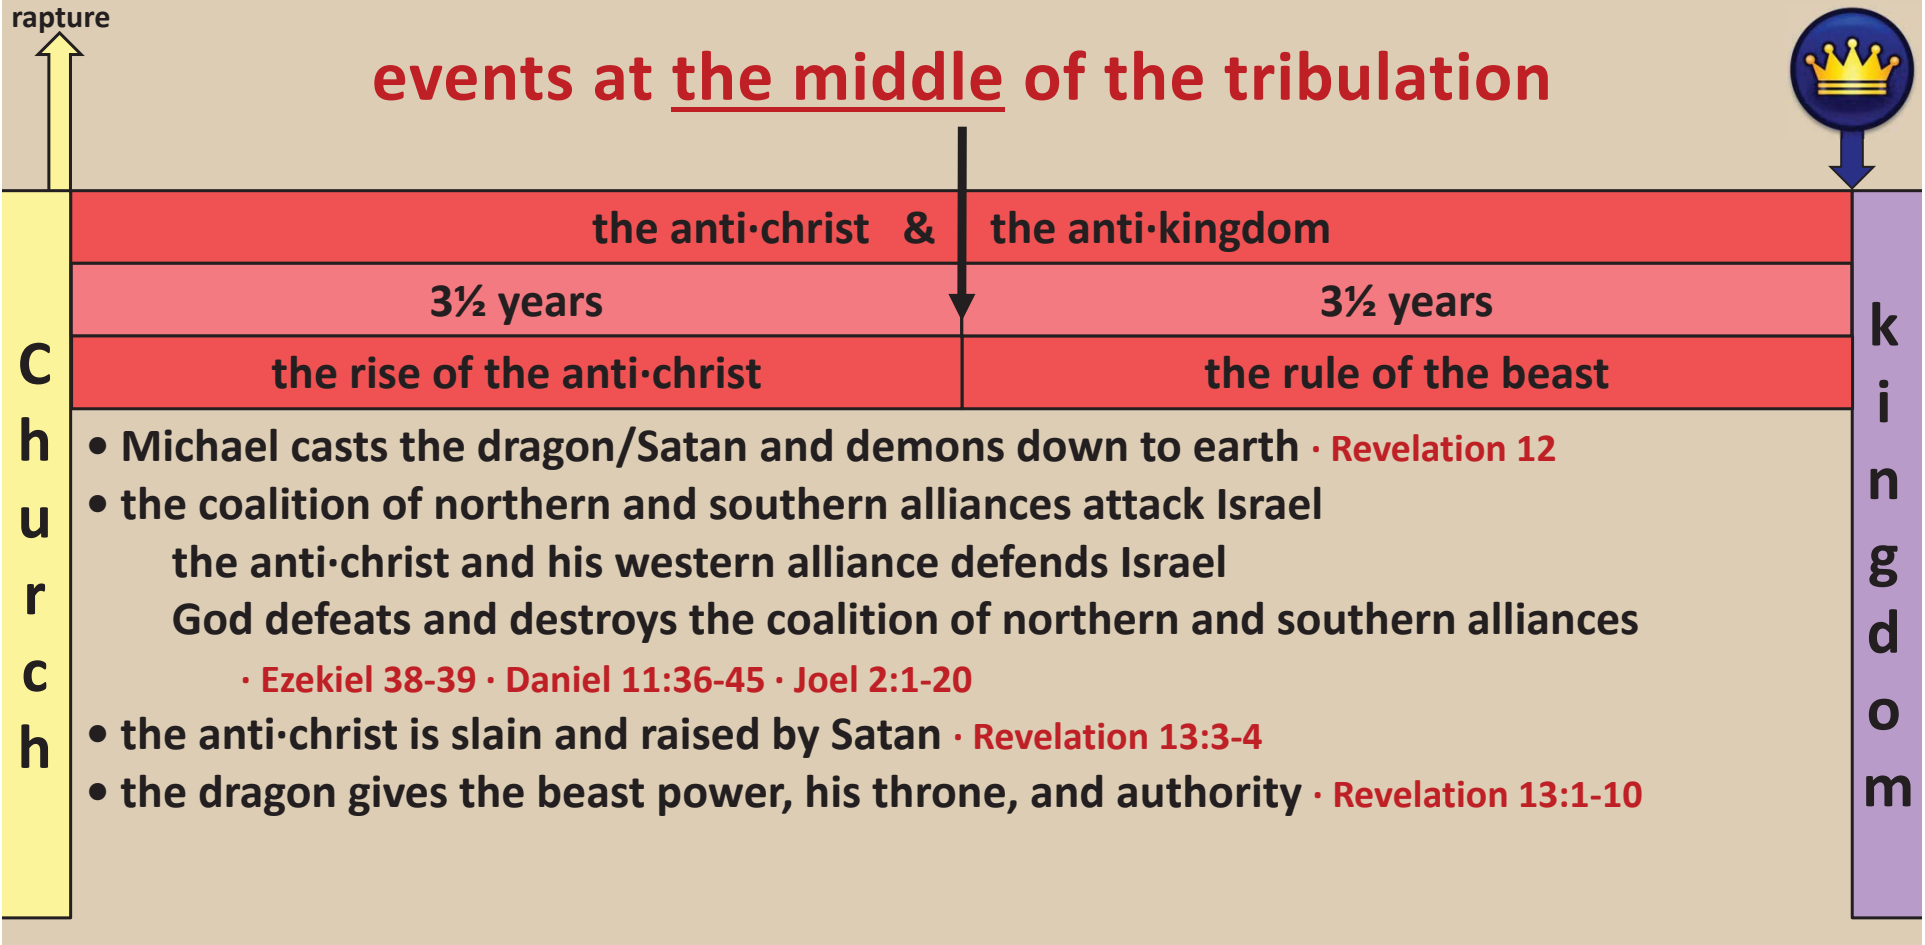 rapture
events at the middle of the tribulation
the anti·christ & the anti·kingdom
3½ years 3½ years
the rise of the anti·christ the rule of the beast
Church
kingdom
• Michael casts the dragon/Satan and demons down to earth · Revelation 12
• the coalition of northern and southern alliances attack Israel
the anti·christ and his western alliance defends Israel
God defeats and destroys the coalition of northern and southern alliances
· Ezekiel 38-39 · Daniel 11:36-45 · Joel 2:1-20
• the anti·christ is slain and raised by Satan · Revelation 13:3-4
• the dragon gives the beast power, his throne, and authority · Revelation 13:1-10